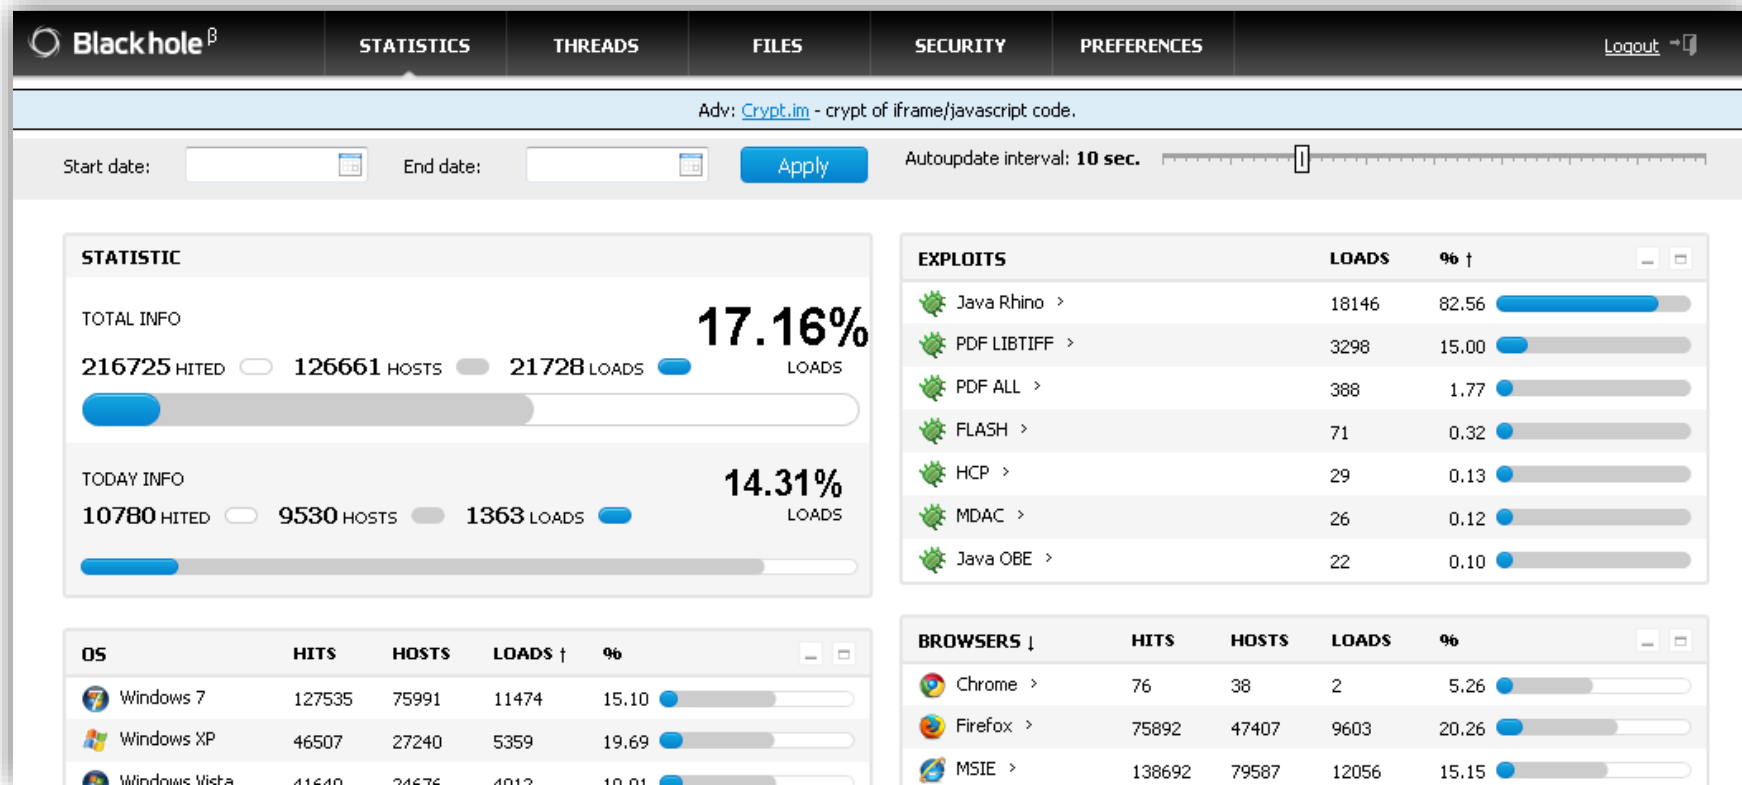 Blackhole β
STATISTICS THREADS FILES SECURITY PREFERENCES Logout
Adv: Crypt.im - crypt of iframe/javascript code.
Start date: End date: Apply Autoupdate interval: 10 sec.
STATISTIC
TOTAL INFO
17.16%
216725 HITED 126661 HOSTS 21728 LOADS LOADS
TODAY INFO
14.31%
10780 HITED 9530 HOSTS 1363 LOADS LOADS
EXPLOITS LOADS % ↑
Java Rhino > 18146 82.56
PDF LIBTIFF > 3298 15.00
PDF ALL > 388 1.77
FLASH > 71 0.32
HCP > 29 0.13
MDAC > 26 0.12
Java OBE > 22 0.10
OS HITS HOSTS LOADS ↑ %
Windows 7 127535 75991 11474 15.10
Windows XP 46507 27240 5359 19.69
Windows Vista 41640 24676
BROWSERS ↓ HITS HOSTS LOADS %
Chrome > 76 38 2 5.26
Firefox > 75892 47407 9603 20.26
MSIE > 138692 79587 12056 15.15